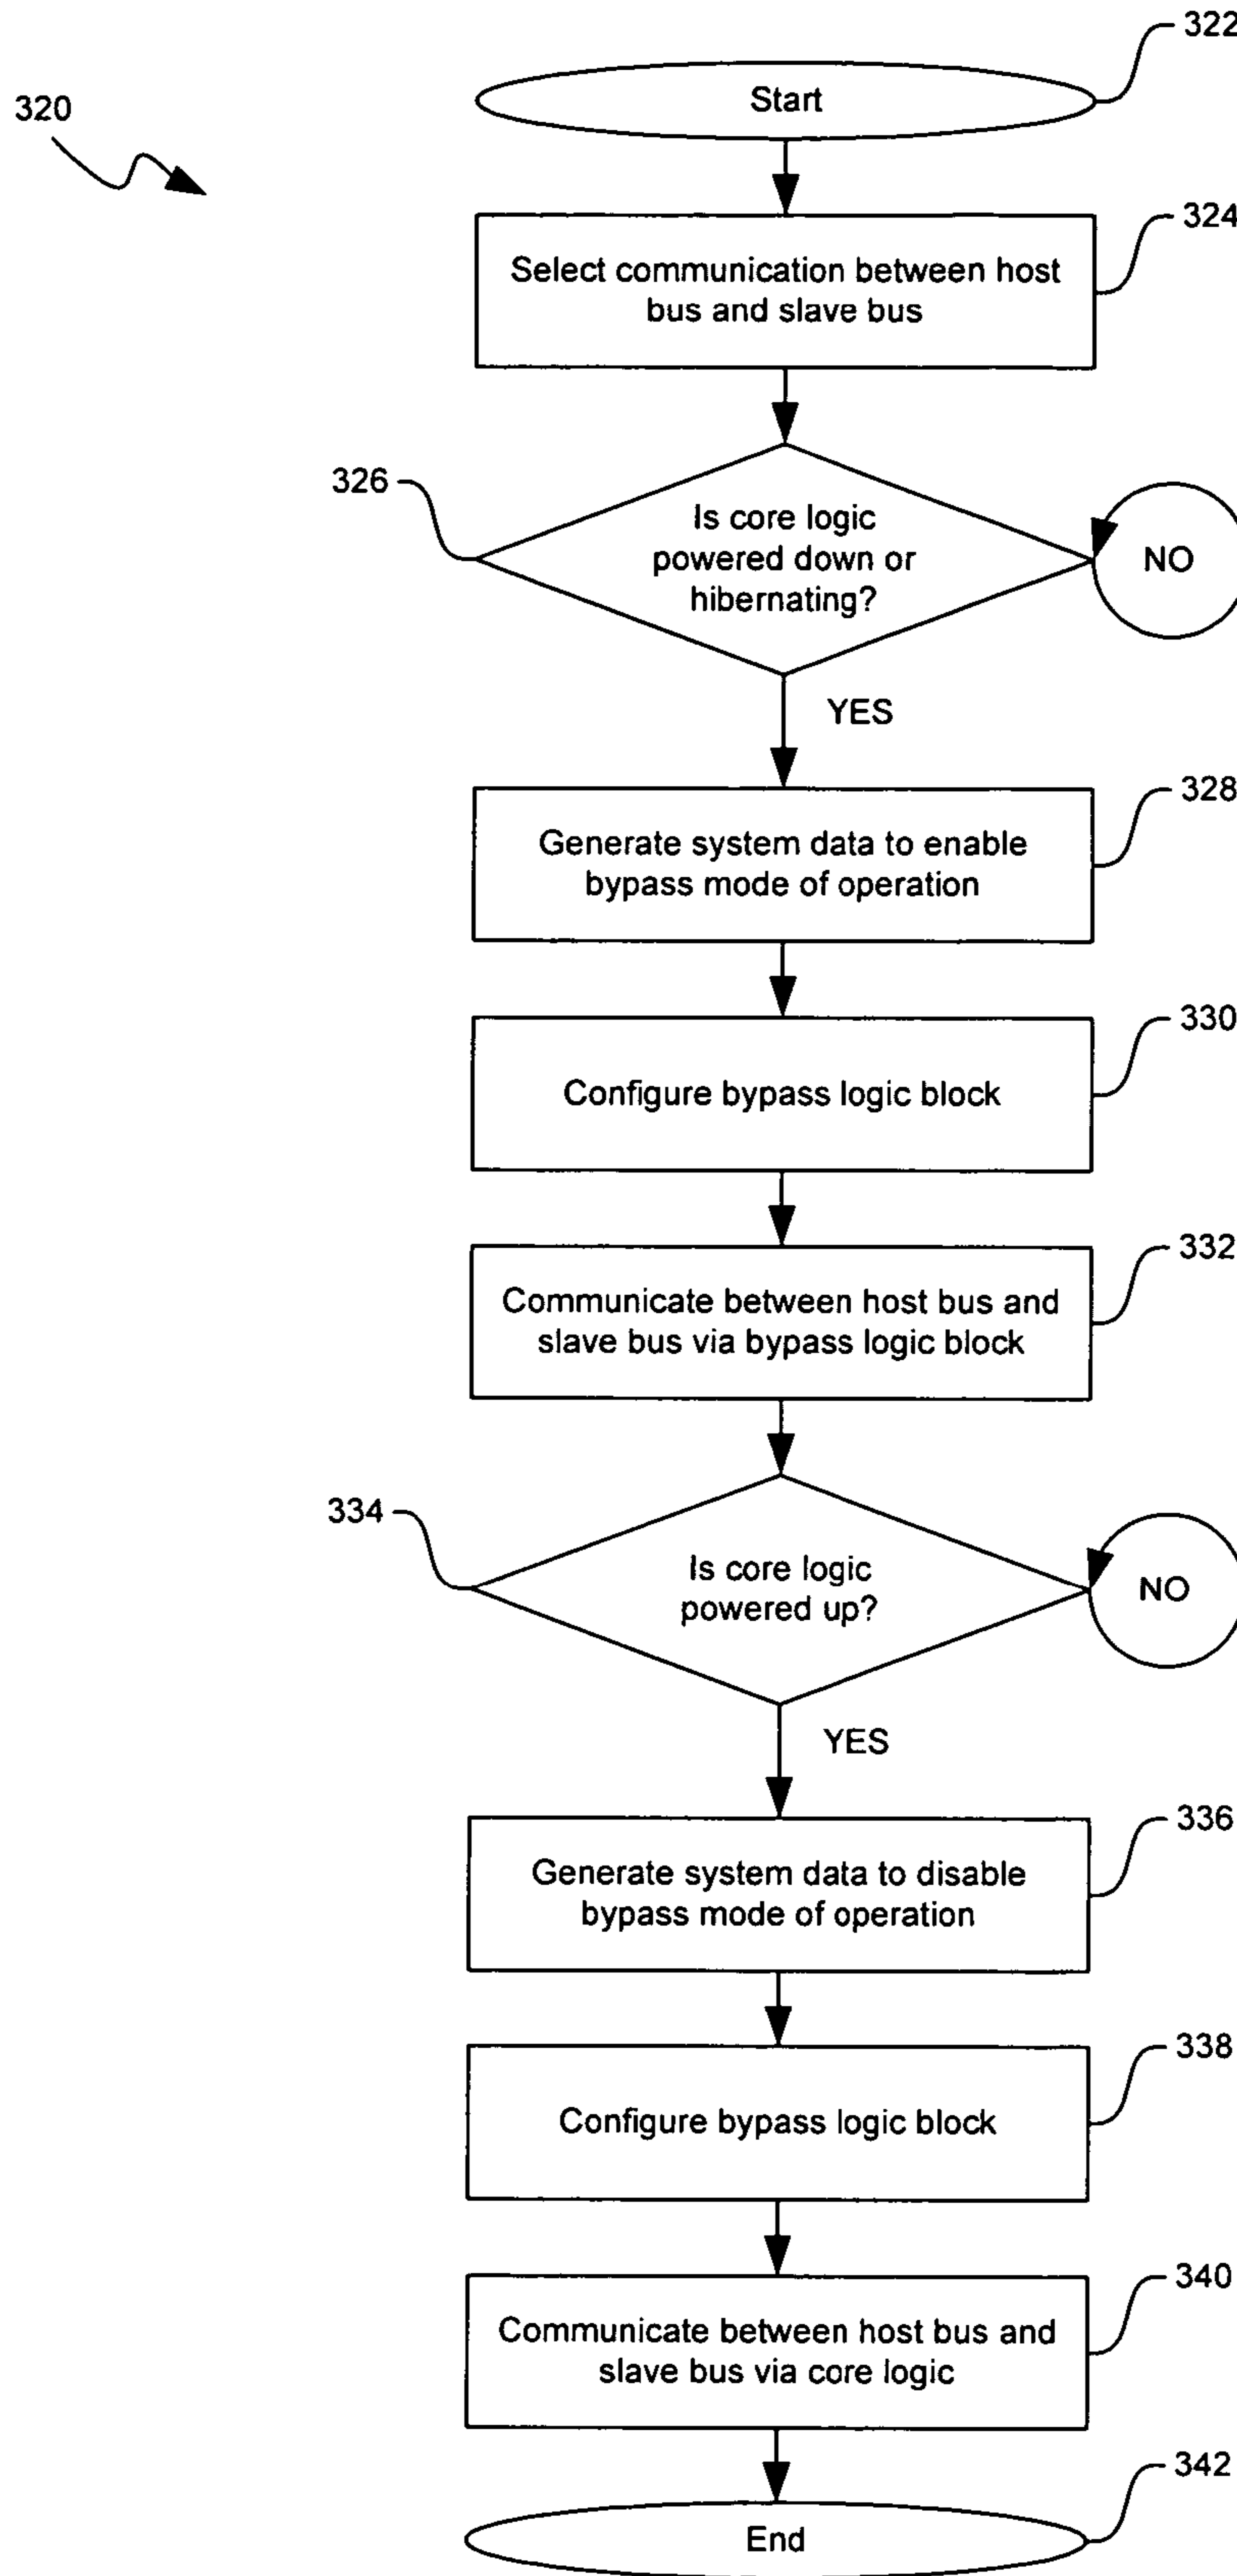 322
Start
320
324
Select communication between host
bus and slave bus
326
Is core logic
powered down or
hibernating?
NO
YES
328
Generate system data to enable
bypass mode of operation
330
Configure bypass logic block
332
Communicate between host bus and
slave bus via bypass logic block
334
Is core logic
powered up?
NO
YES
336
Generate system data to disable
bypass mode of operation
338
Configure bypass logic block
340
Communicate between host bus and
slave bus via core logic
342
End